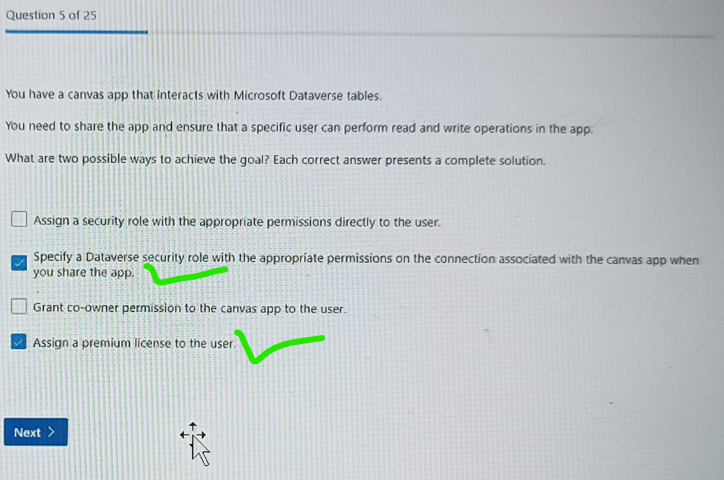 Question 5 of 25
You have a canvas app that interacts with Microsoft Dataverse tables.
You need to share the app and ensure that a specific user can perform read and write operations in the app.
What are two possible ways to achieve the goal? Each correct answer presents a complete solution.
Assign a security role with the appropriate permissions directly to the user.
Specify a Dataverse security role with the appropriate permissions on the connection associated with the canvas app when
you share the app.
Grant co-owner permission to the canvas app to the user.
Assign a premium license to the user.
Next >